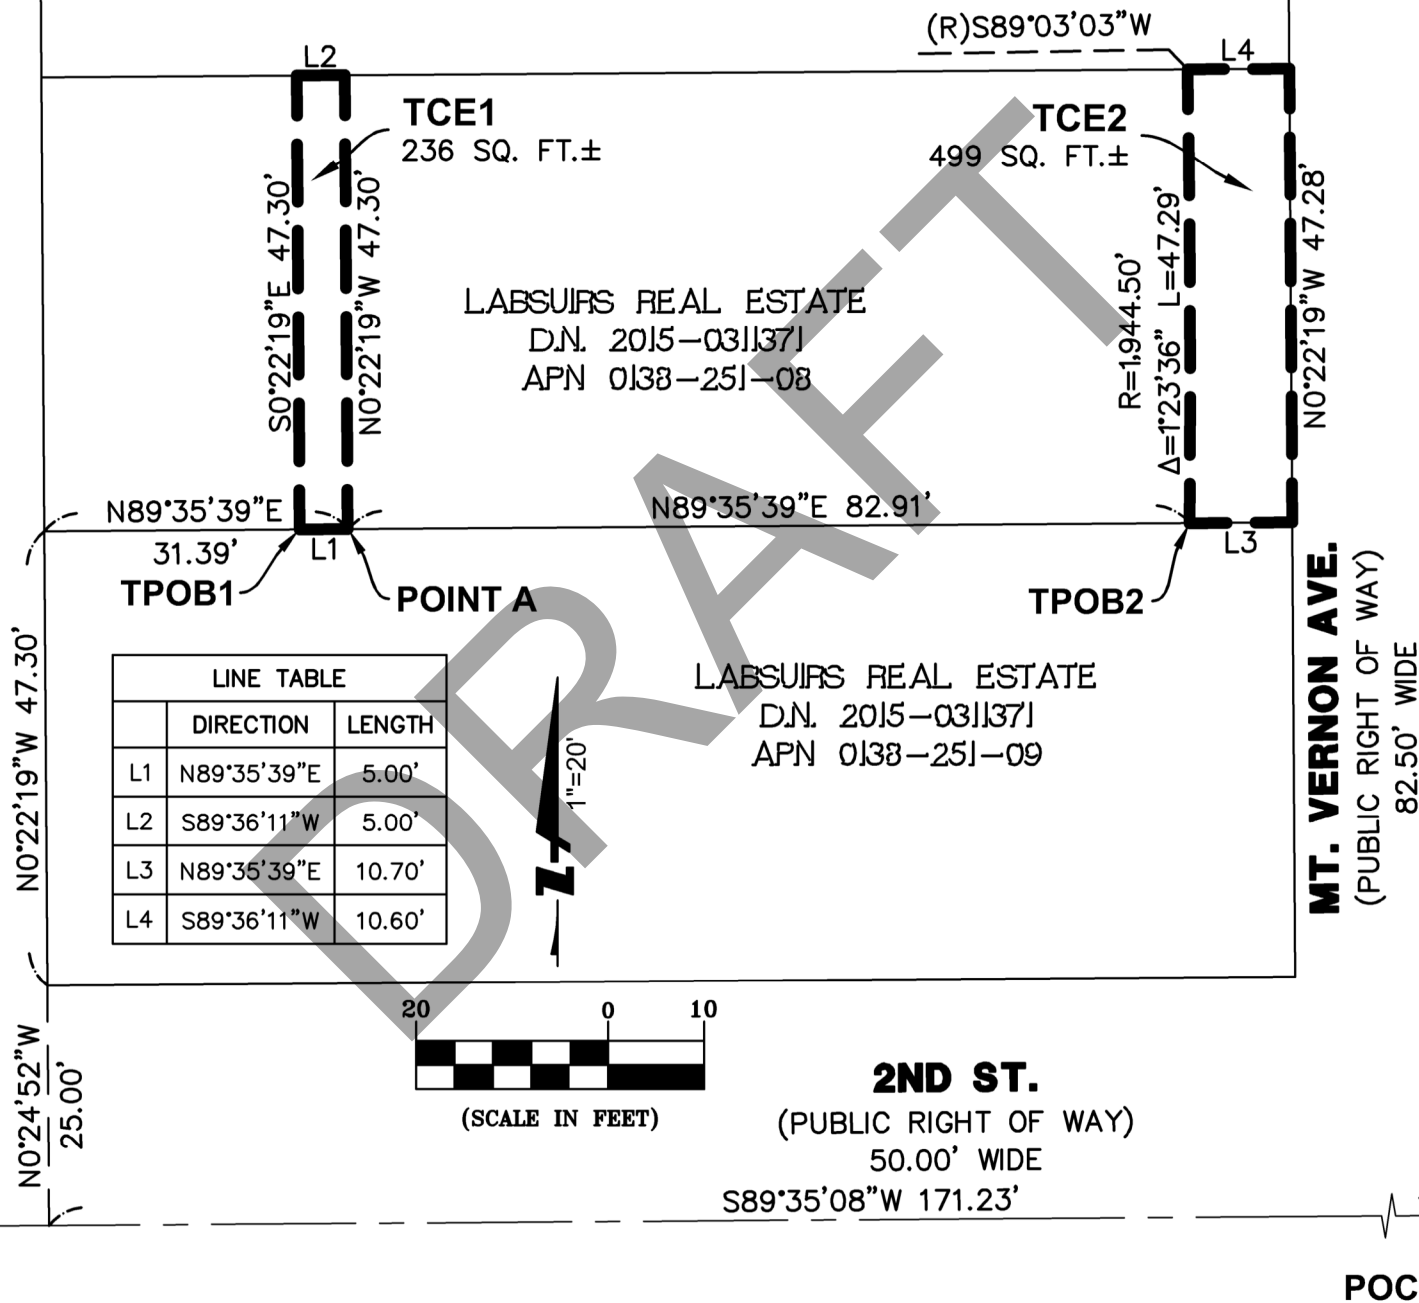 (R)S89°03'03"W
L2
L4
TCE1
236 SQ. FT.±
TCE2
499 SQ. FT.±
S0°22'19"E 47.30'
N0°22'19"W 47.30'
R=1,944.50'
Δ=1°23'36" L=47.29'
N0°22'19"W 47.28'
LABSUIRS REAL ESTATE
D.N. 2015-0311371
APN 0138-251-08
N89°35'39"E
31.39'
N89°35'39"E 82.91'
L1
L3
TPOB1
POINT A
TPOB2
MT. VERNON AVE.
(PUBLIC RIGHT OF WAY)
82.50' WIDE
N0°22'19"W 47.30'
LINE TABLE
DIRECTION LENGTH
L1 N89°35'39"E 5.00'
L2 S89°36'11"W 5.00'
L3 N89°35'39"E 10.70'
L4 S89°36'11"W 10.60'
1"=20'
N
LABSUIRS REAL ESTATE
D.N. 2015-0311371
APN 0138-251-09
DRAFT
20 0 10
(SCALE IN FEET)
N0°24'52"W
25.00'
2ND ST.
(PUBLIC RIGHT OF WAY)
50.00' WIDE
S89°35'08"W 171.23'
POC